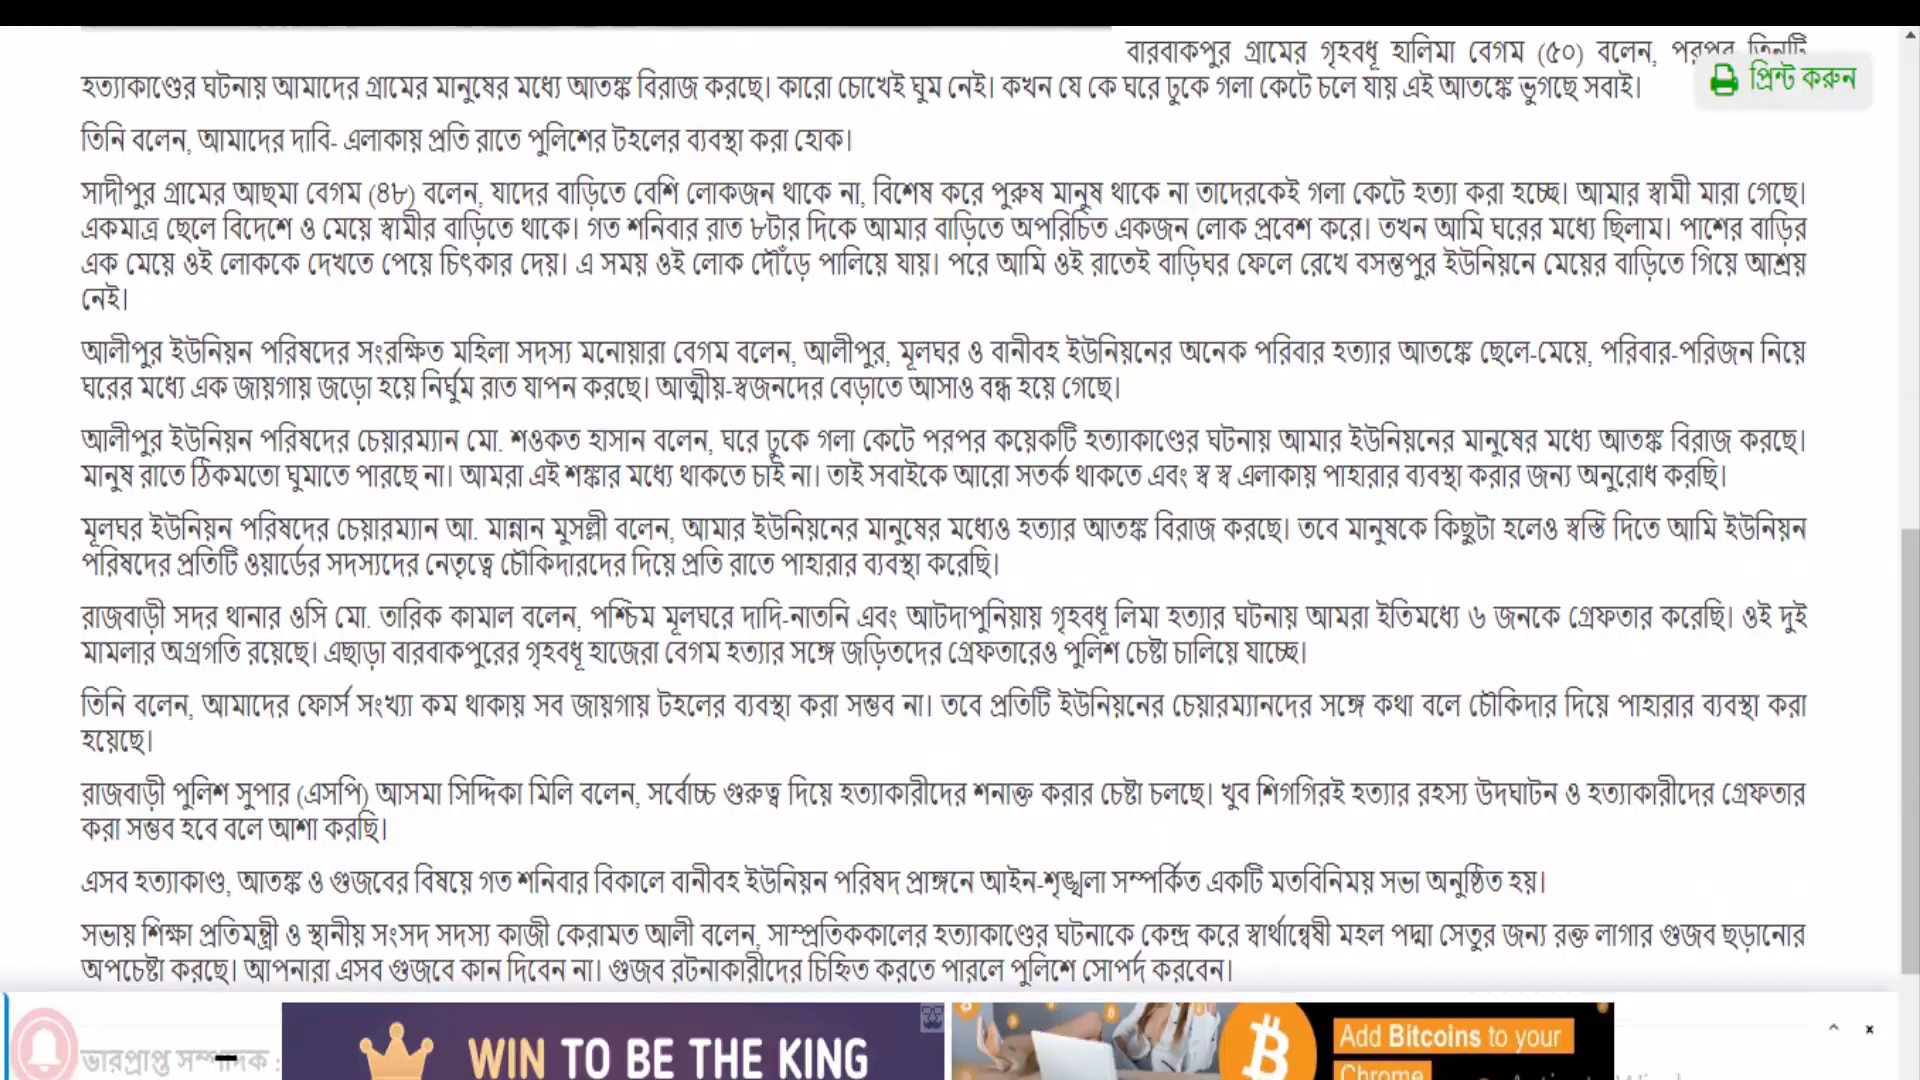 বারবাকপুর গ্রামের গৃহবধূ হালিমা বেগম (৫০) বলেন, পরপর তিনটি
হত্যাকাণ্ডের ঘটনায় আমাদের গ্রামের মানুষের মধ্যে আতঙ্ক বিরাজ করছে। কারো চোখেই ঘুম নেই। কখন যে কে ঘরে ঢুকে গলা কেটে চলে যায় এই আতঙ্কে ভুগছে সবাই।
প্রিন্ট করুন
তিনি বলেন, আমাদের দাবি- এলাকায় প্রতি রাতে পুলিশের টহলের ব্যবস্থা করা হোক।
সাদীপুর গ্রামের আছমা বেগম (৪৮) বলেন, যাদের বাড়িতে বেশি লোকজন থাকে না, বিশেষ করে পুরুষ মানুষ থাকে না তাদেরকেই গলা কেটে হত্যা করা হচ্ছে। আমার স্বামী মারা গেছে।
একমাত্র ছেলে বিদেশে ও মেয়ে স্বামীর বাড়িতে থাকে। গত শনিবার রাত ৮টার দিকে আমার বাড়িতে অপরিচিত একজন লোক প্রবেশ করে। তখন আমি ঘরের মধ্যে ছিলাম। পাশের বাড়ির
এক মেয়ে ওই লোককে দেখতে পেয়ে চিৎকার দেয়। এ সময় ওই লোক দৌঁড়ে পালিয়ে যায়। পরে আমি ওই রাতেই বাড়িঘর ফেলে রেখে বসন্তপুর ইউনিয়নে মেয়ের বাড়িতে গিয়ে আশ্রয়
নেই।
আলীপুর ইউনিয়ন পরিষদের সংরক্ষিত মহিলা সদস্য মনোয়ারা বেগম বলেন, আলীপুর, মূলঘর ও বানীবহ ইউনিয়নের অনেক পরিবার হত্যার আতঙ্কে ছেলে-মেয়ে, পরিবার-পরিজন নিয়ে
ঘরের মধ্যে এক জায়গায় জড়ো হয়ে নির্ঘুম রাত যাপন করছে। আত্মীয়-স্বজনদের বেড়াতে আসাও বন্ধ হয়ে গেছে।
আলীপুর ইউনিয়ন পরিষদের চেয়ারম্যান মো. শওকত হাসান বলেন, ঘরে ঢুকে গলা কেটে পরপর কয়েকটি হত্যাকাণ্ডের ঘটনায় আমার ইউনিয়নের মানুষের মধ্যে আতঙ্ক বিরাজ করছে।
মানুষ রাতে ঠিকমতো ঘুমাতে পারছে না। আমরা এই শঙ্কার মধ্যে থাকতে চাই না। তাই সবাইকে আরো সতর্ক থাকতে এবং স্ব স্ব এলাকায় পাহারার ব্যবস্থা করার জন্য অনুরোধ করছি।
মূলঘর ইউনিয়ন পরিষদের চেয়ারম্যান আ. মান্নান মুসল্লী বলেন, আমার ইউনিয়নের মানুষের মধ্যেও হত্যার আতঙ্ক বিরাজ করছে। তবে মানুষকে কিছুটা হলেও স্বস্তি দিতে আমি ইউনিয়ন
পরিষদের প্রতিটি ওয়ার্ডের সদস্যদের নেতৃত্বে চৌকিদারদের দিয়ে প্রতি রাতে পাহারার ব্যবস্থা করেছি।
রাজবাড়ী সদর থানার ওসি মো. তারিক কামাল বলেন, পশ্চিম মূলঘরে দাদি-নাতনি এবং আটদাপুনিয়ায় গৃহবধূ লিমা হত্যার ঘটনায় আমরা ইতিমধ্যে ৬ জনকে গ্রেফতার করেছি। ওই দুই
মামলার অগ্রগতি রয়েছে। এছাড়া বারবাকপুরের গৃহবধূ হাজেরা বেগম হত্যার সঙ্গে জড়িতদের গ্রেফতারেও পুলিশ চেষ্টা চালিয়ে যাচ্ছে।
তিনি বলেন, আমাদের ফোর্স সংখ্যা কম থাকায় সব জায়গায় টহলের ব্যবস্থা করা সম্ভব না। তবে প্রতিটি ইউনিয়নের চেয়ারম্যানদের সঙ্গে কথা বলে চৌকিদার দিয়ে পাহারার ব্যবস্থা করা
হয়েছে।
রাজবাড়ী পুলিশ সুপার (এসপি) আসমা সিদ্দিকা মিলি বলেন, সর্বোচ্চ গুরুত্ব দিয়ে হত্যাকারীদের শনাক্ত করার চেষ্টা চলছে। খুব শিগগিরই হত্যার রহস্য উদঘাটন ও হত্যাকারীদের গ্রেফতার
করা সম্ভব হবে বলে আশা করছি।
এসব হত্যাকাণ্ড, আতঙ্ক ও গুজবের বিষয়ে গত শনিবার বিকালে বানীবহ ইউনিয়ন পরিষদ প্রাঙ্গনে আইন-শৃঙ্খলা সম্পর্কিত একটি মতবিনিময় সভা অনুষ্ঠিত হয়।
সভায় শিক্ষা প্রতিমন্ত্রী ও স্থানীয় সংসদ সদস্য কাজী কেরামত আলী বলেন, সাম্প্রতিককালের হত্যাকাণ্ডের ঘটনাকে কেন্দ্র করে স্বার্থান্বেষী মহল পদ্মা সেতুর জন্য রক্ত লাগার গুজব ছড়ানোর
অপচেষ্টা করছে। আপনারা এসব গুজবে কান দিবেন না। গুজব রটনাকারীদের চিহ্নিত করতে পারলে পুলিশে সোপর্দ করবেন।
ভারপ্রাপ্ত সম্পাদক :
WIN TO BE THE KING
Add Bitcoins to your
Chrome